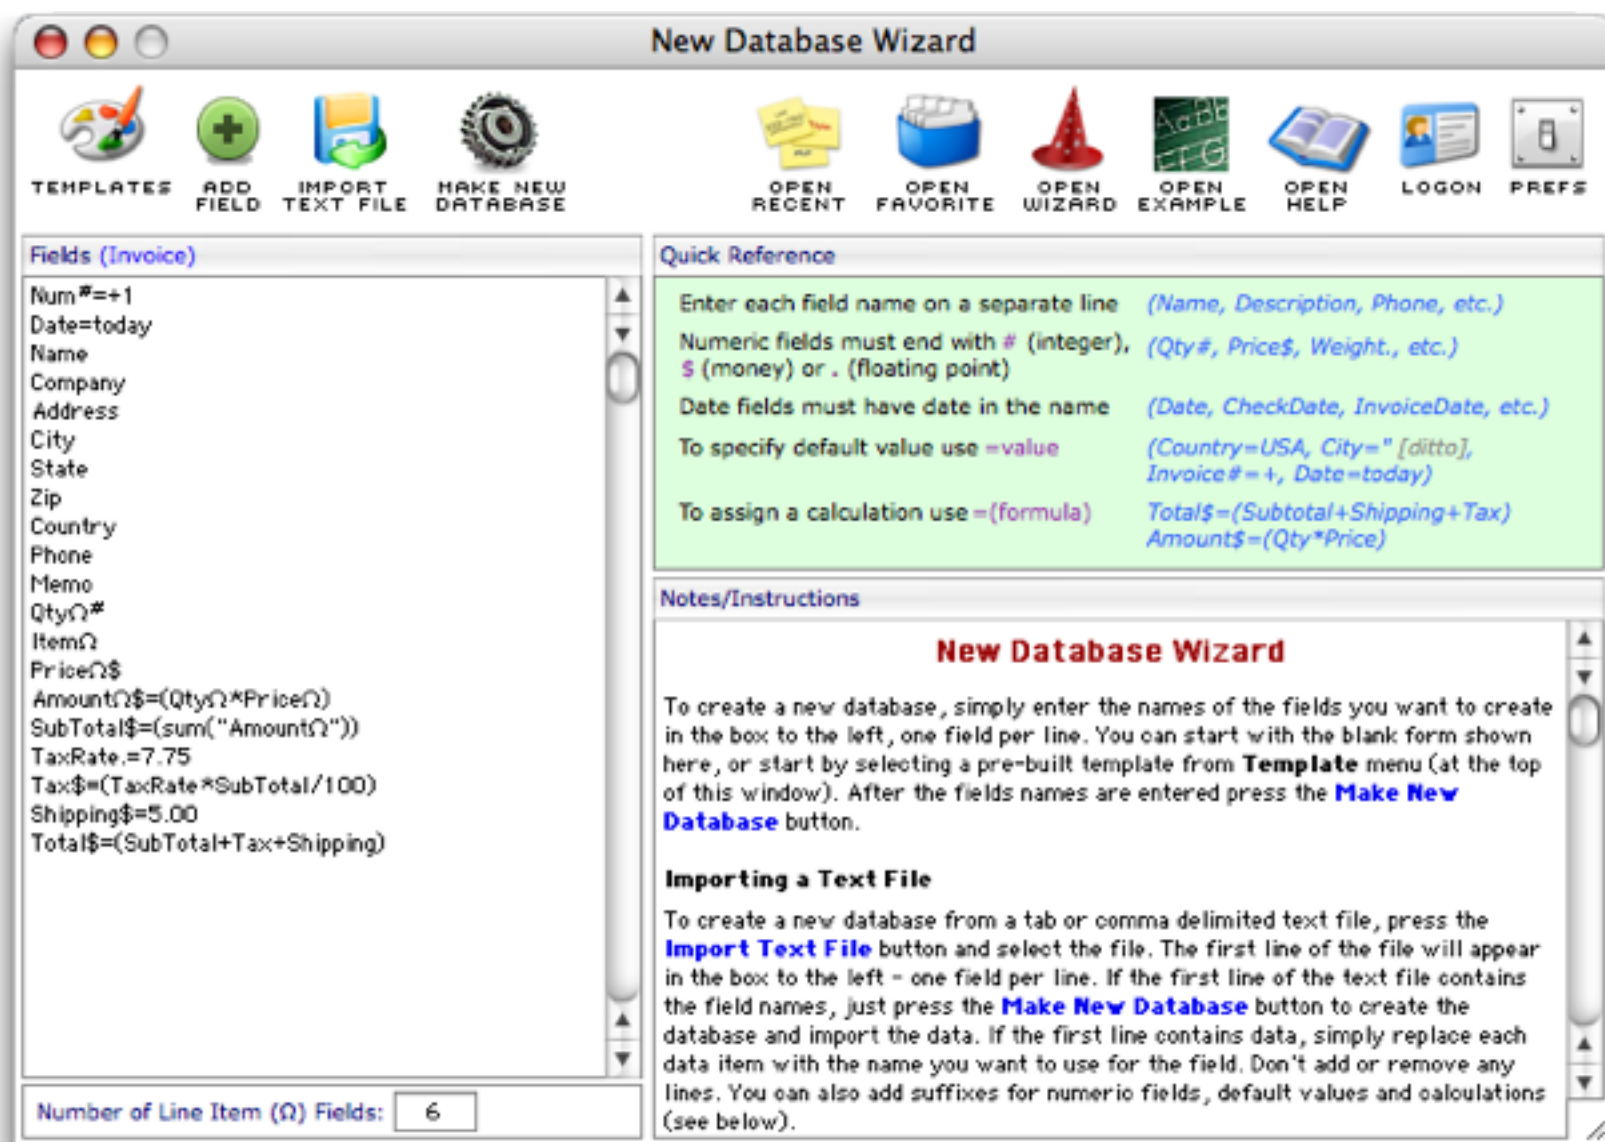 New Database Wizard
TEMPLATES
ADD
FIELD
IMPORT
TEXT FILE
MAKE NEW
DATABASE
OPEN
RECENT
OPEN
FAVORITE
OPEN
WIZARD
OPEN
EXAMPLE
OPEN
HELP
LOGON
PREFS
Fields (Invoice)
Num#=+1
Date=today
Name
Company
Address
City
State
Zip
Country
Phone
Memo
QtyΩ#
ItemΩ
PriceΩ$
AmountΩ$=(QtyΩ*PriceΩ)
SubTotal$=(sum("AmountΩ"))
TaxRate.=7.75
Tax$=(TaxRate*SubTotal/100)
Shipping$=5.00
Total$=(SubTotal+Tax+Shipping)
Number of Line Item (Ω) Fields: 6
Quick Reference
Enter each field name on a separate line (Name, Description, Phone, etc.)
Numeric fields must end with # (integer), (Qty#, Price$, Weight., etc.)
$ (money) or . (floating point)
Date fields must have date in the name (Date, CheckDate, InvoiceDate, etc.)
To specify default value use =value (Country=USA, City=" [ditto],
Invoice#=+, Date=today)
To assign a calculation use =(formula) Total$=(Subtotal+Shipping+Tax)
Amount$=(Qty*Price)
Notes/Instructions
New Database Wizard
To create a new database, simply enter the names of the fields you want to create
in the box to the left, one field per line. You can start with the blank form shown
here, or start by selecting a pre-built template from Template menu (at the top
of this window). After the fields names are entered press the Make New
Database button.
Importing a Text File
To create a new database from a tab or comma delimited text file, press the
Import Text File button and select the file. The first line of the file will appear
in the box to the left - one field per line. If the first line of the text file contains
the field names, just press the Make New Database button to create the
database and import the data. If the first line contains data, simply replace each
data item with the name you want to use for the field. Don't add or remove any
lines. You can also add suffixes for numeric fields, default values and calculations
(see below).